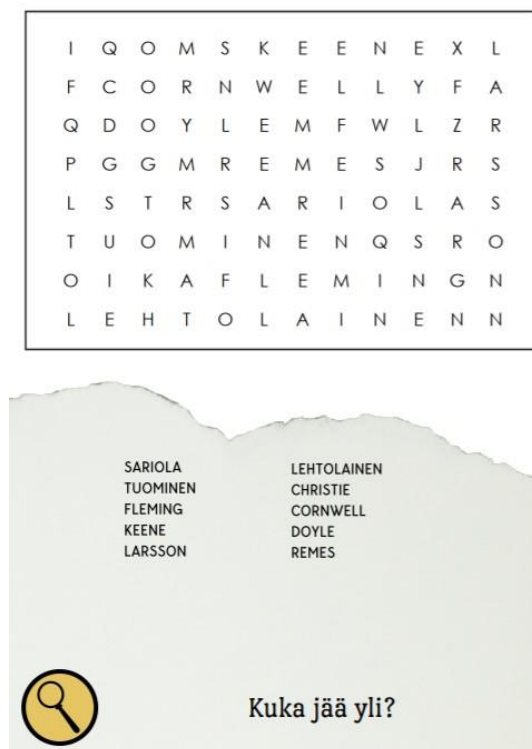 I Q O M S K E E N E X L
F C O R N W E L L Y F A
Q D O Y L E M F W L Z R
P G G M R E M E S J R S
L S T R S A R I O L A S
T U O M I N E N Q S R O
O I K A F L E M I N G N
L E H T O L A I N E N N
SARIOLA
TUOMINEN
FLEMING
KEENE
LARSSON
LEHTOLAINEN
CHRISTIE
CORNWELL
DOYLE
REMES
Kuka jää yli?